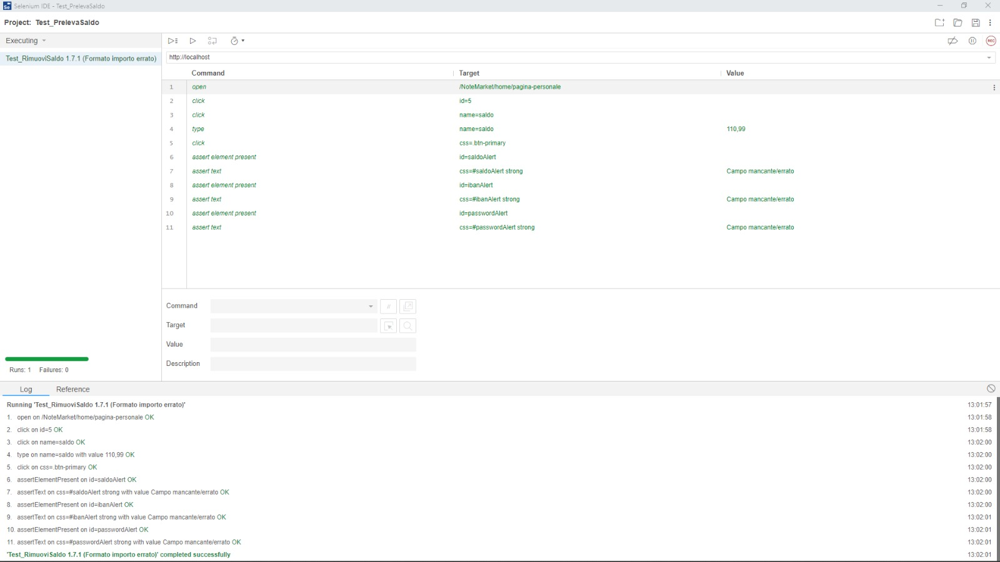 Selenium IDE - Test_PrelevaSaldo
Project: Test_PrelevaSaldo
Executing
REC
Test_RimuoviSaldo 1.7.1 (Formato importo errato)
http://localhost
Command Target Value
1 open /NoteMarket/home/pagina-personale
2 click id=5
3 click name=saldo
4 type name=saldo 110,99
5 click css=.btn-primary
6 assert element present id=saldoAlert
7 assert text css=#saldoAlert strong Campo mancante/errato
8 assert element present id=ibanAlert
9 assert text css=#ibanAlert strong Campo mancante/errato
10 assert element present id=passwordAlert
11 assert text css=#passwordAlert strong Campo mancante/errato
Command //
Target
Value
Description
Runs: 1 Failures: 0
Log Reference
Running 'Test_RimuoviSaldo 1.7.1 (Formato importo errato)' 13:01:57
1. open on /NoteMarket/home/pagina-personale OK 13:01:58
2. click on id=5 OK 13:01:58
3. click on name=saldo OK 13:02:00
4. type on name=saldo with value 110,99 OK 13:02:00
5. click on css=.btn-primary OK 13:02:00
6. assertElementPresent on id=saldoAlert OK 13:02:00
7. assertText on css=#saldoAlert strong with value Campo mancante/errato OK 13:02:00
8. assertElementPresent on id=ibanAlert OK 13:02:00
9. assertText on css=#ibanAlert strong with value Campo mancante/errato OK 13:02:01
10. assertElementPresent on id=passwordAlert OK 13:02:01
11. assertText on css=#passwordAlert strong with value Campo mancante/errato OK 13:02:01
'Test_RimuoviSaldo 1.7.1 (Formato importo errato)' completed successfully 13:02:01